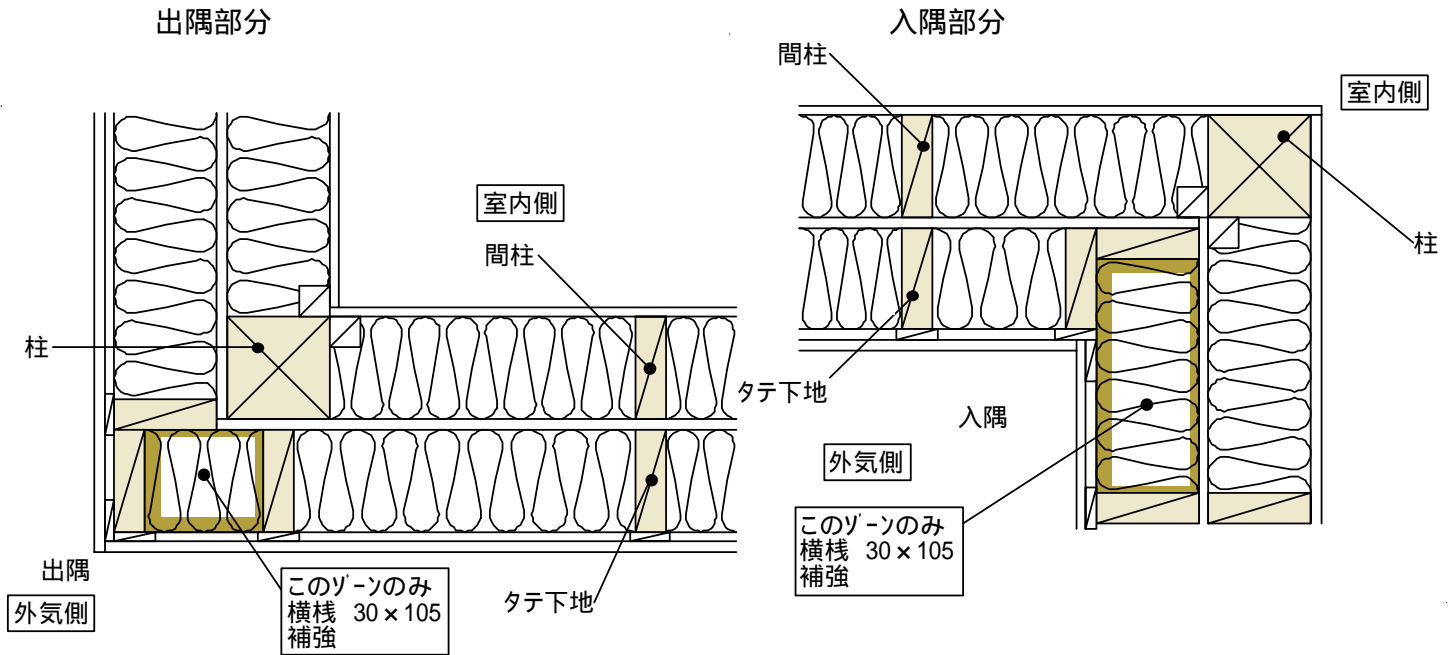 出隅部分
室内側
間柱
柱
出隅
外気側
このゾーンのみ
横桟 30×105
補強
タテ下地
入隅部分
間柱
室内側
柱
タテ下地
入隅
外気側
このゾーンのみ
横桟 30×105
補強